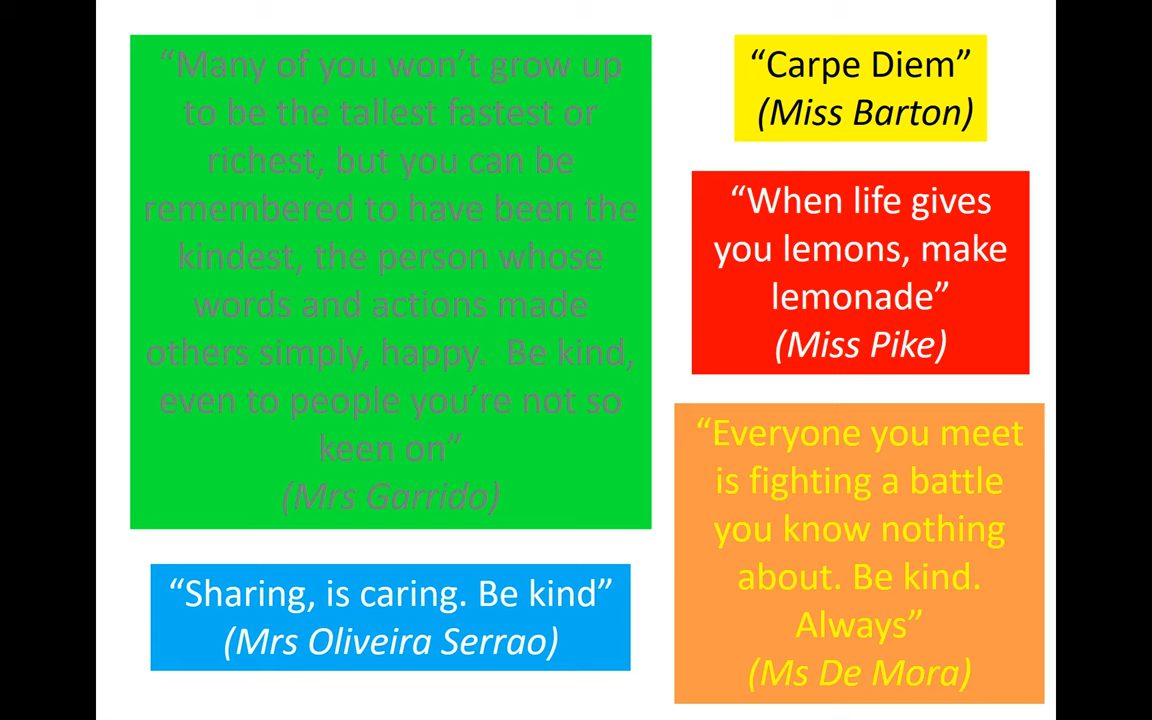 “Many of you won’t grow up
to be the tallest fastest or
richest, but you can be
remembered to have been the
kindest, the person whose
words and actions made
others simply, happy.  Be kind,
even to people you’re not so
keen on”
(Mrs Garrido)
“Sharing, is caring. Be kind”
(Mrs Oliveira Serrao)
“Carpe Diem”
(Miss Barton)
“When life gives
you lemons, make
lemonade”
(Miss Pike)
“Everyone you meet
is fighting a battle
you know nothing
about. Be kind.
Always”
(Ms De Mora)